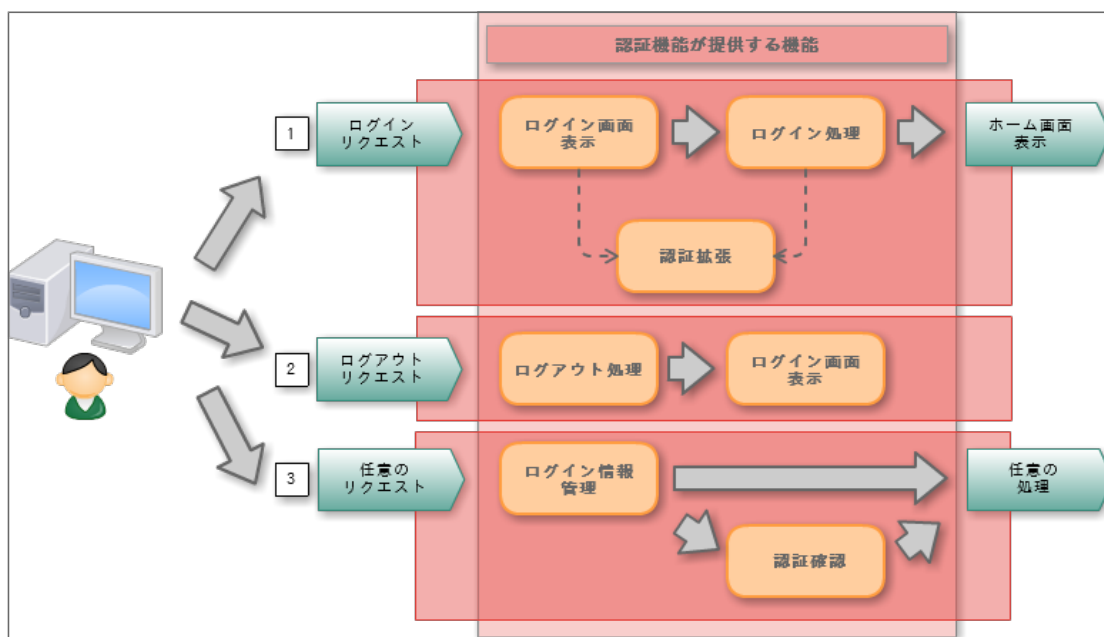 認証機能が提供する機能
1
ログイン
リクエスト
ログイン画面
表示
ログイン処理
ホーム画面
表示
認証拡張
2
ログアウト
リクエスト
ログアウト処理
ログイン画面
表示
3
任意の
リクエスト
ログイン情報
管理
任意の
処理
認証確認